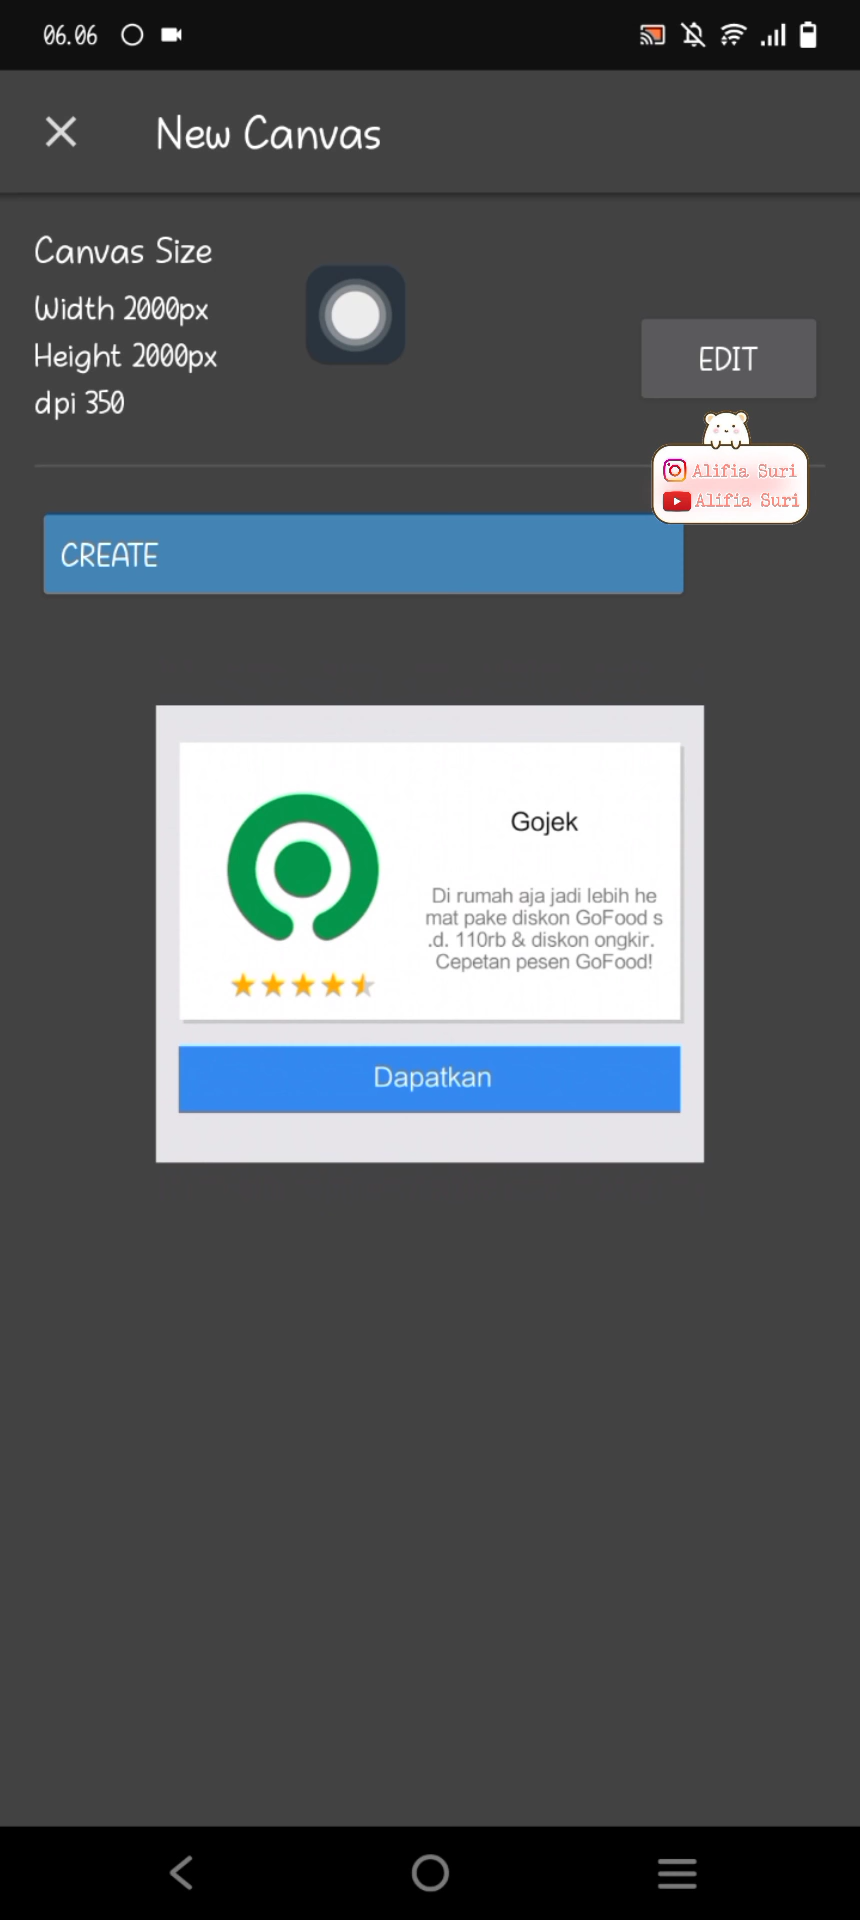 06.06
New Canvas
Canvas Size
Width 2000px
Height 2000px
dpi 350
EDIT
Alifia Suri
Alifia Suri
CREATE
Gojek
Di rumah aja jadi lebih he
mat pake diskon GoFood s
.d. 110rb & diskon ongkir.
Cepetan pesen GoFood!
Dapatkan